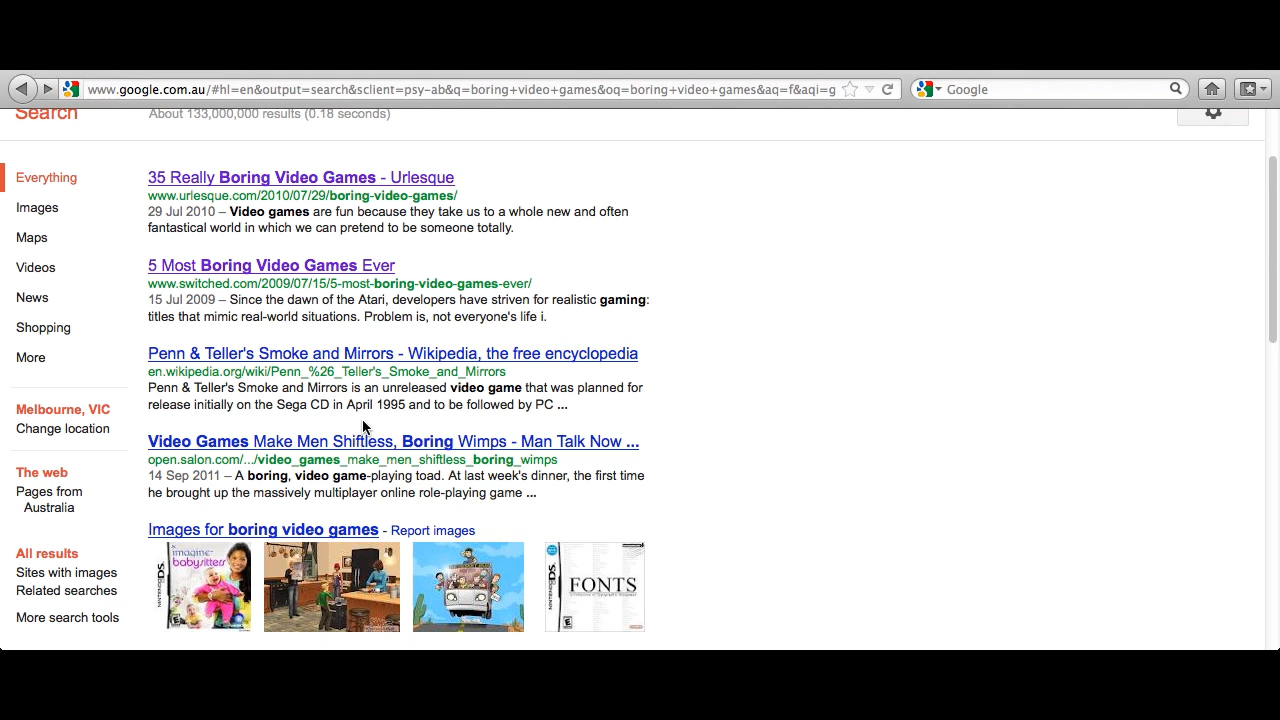 www.google.com.au/#hl=en&output=search&sclient=psy-ab&q=boring+video+games&oq=boring+video+games&aq=f&aqi=g
Google
Search
About 133,000,000 results (0.18 seconds)
Everything
Images
Maps
Videos
News
Shopping
More
Melbourne, VIC
Change location
The web
Pages from
Australia
All results
Sites with images
Related searches
More search tools
35 Really Boring Video Games - Urlesque
www.urlesque.com/2010/07/29/boring-video-games/
29 Jul 2010 – Video games are fun because they take us to a whole new and often
fantastical world in which we can pretend to be someone totally.
5 Most Boring Video Games Ever
www.switched.com/2009/07/15/5-most-boring-video-games-ever/
15 Jul 2009 – Since the dawn of the Atari, developers have striven for realistic gaming:
titles that mimic real-world situations. Problem is, not everyone's life i.
Penn & Teller's Smoke and Mirrors - Wikipedia, the free encyclopedia
en.wikipedia.org/wiki/Penn_%26_Teller's_Smoke_and_Mirrors
Penn & Teller's Smoke and Mirrors is an unreleased video game that was planned for
release initially on the Sega CD in April 1995 and to be followed by PC ...
Video Games Make Men Shiftless, Boring Wimps - Man Talk Now ...
open.salon.com/.../video_games_make_men_shiftless_boring_wimps
14 Sep 2011 – A boring, video game-playing toad. At last week's dinner, the first time
he brought up the massively multiplayer online role-playing game ...
Images for boring video games - Report images
imagine
babysitters
NINTENDO DS
E
FONTS
NINTENDO DS
E